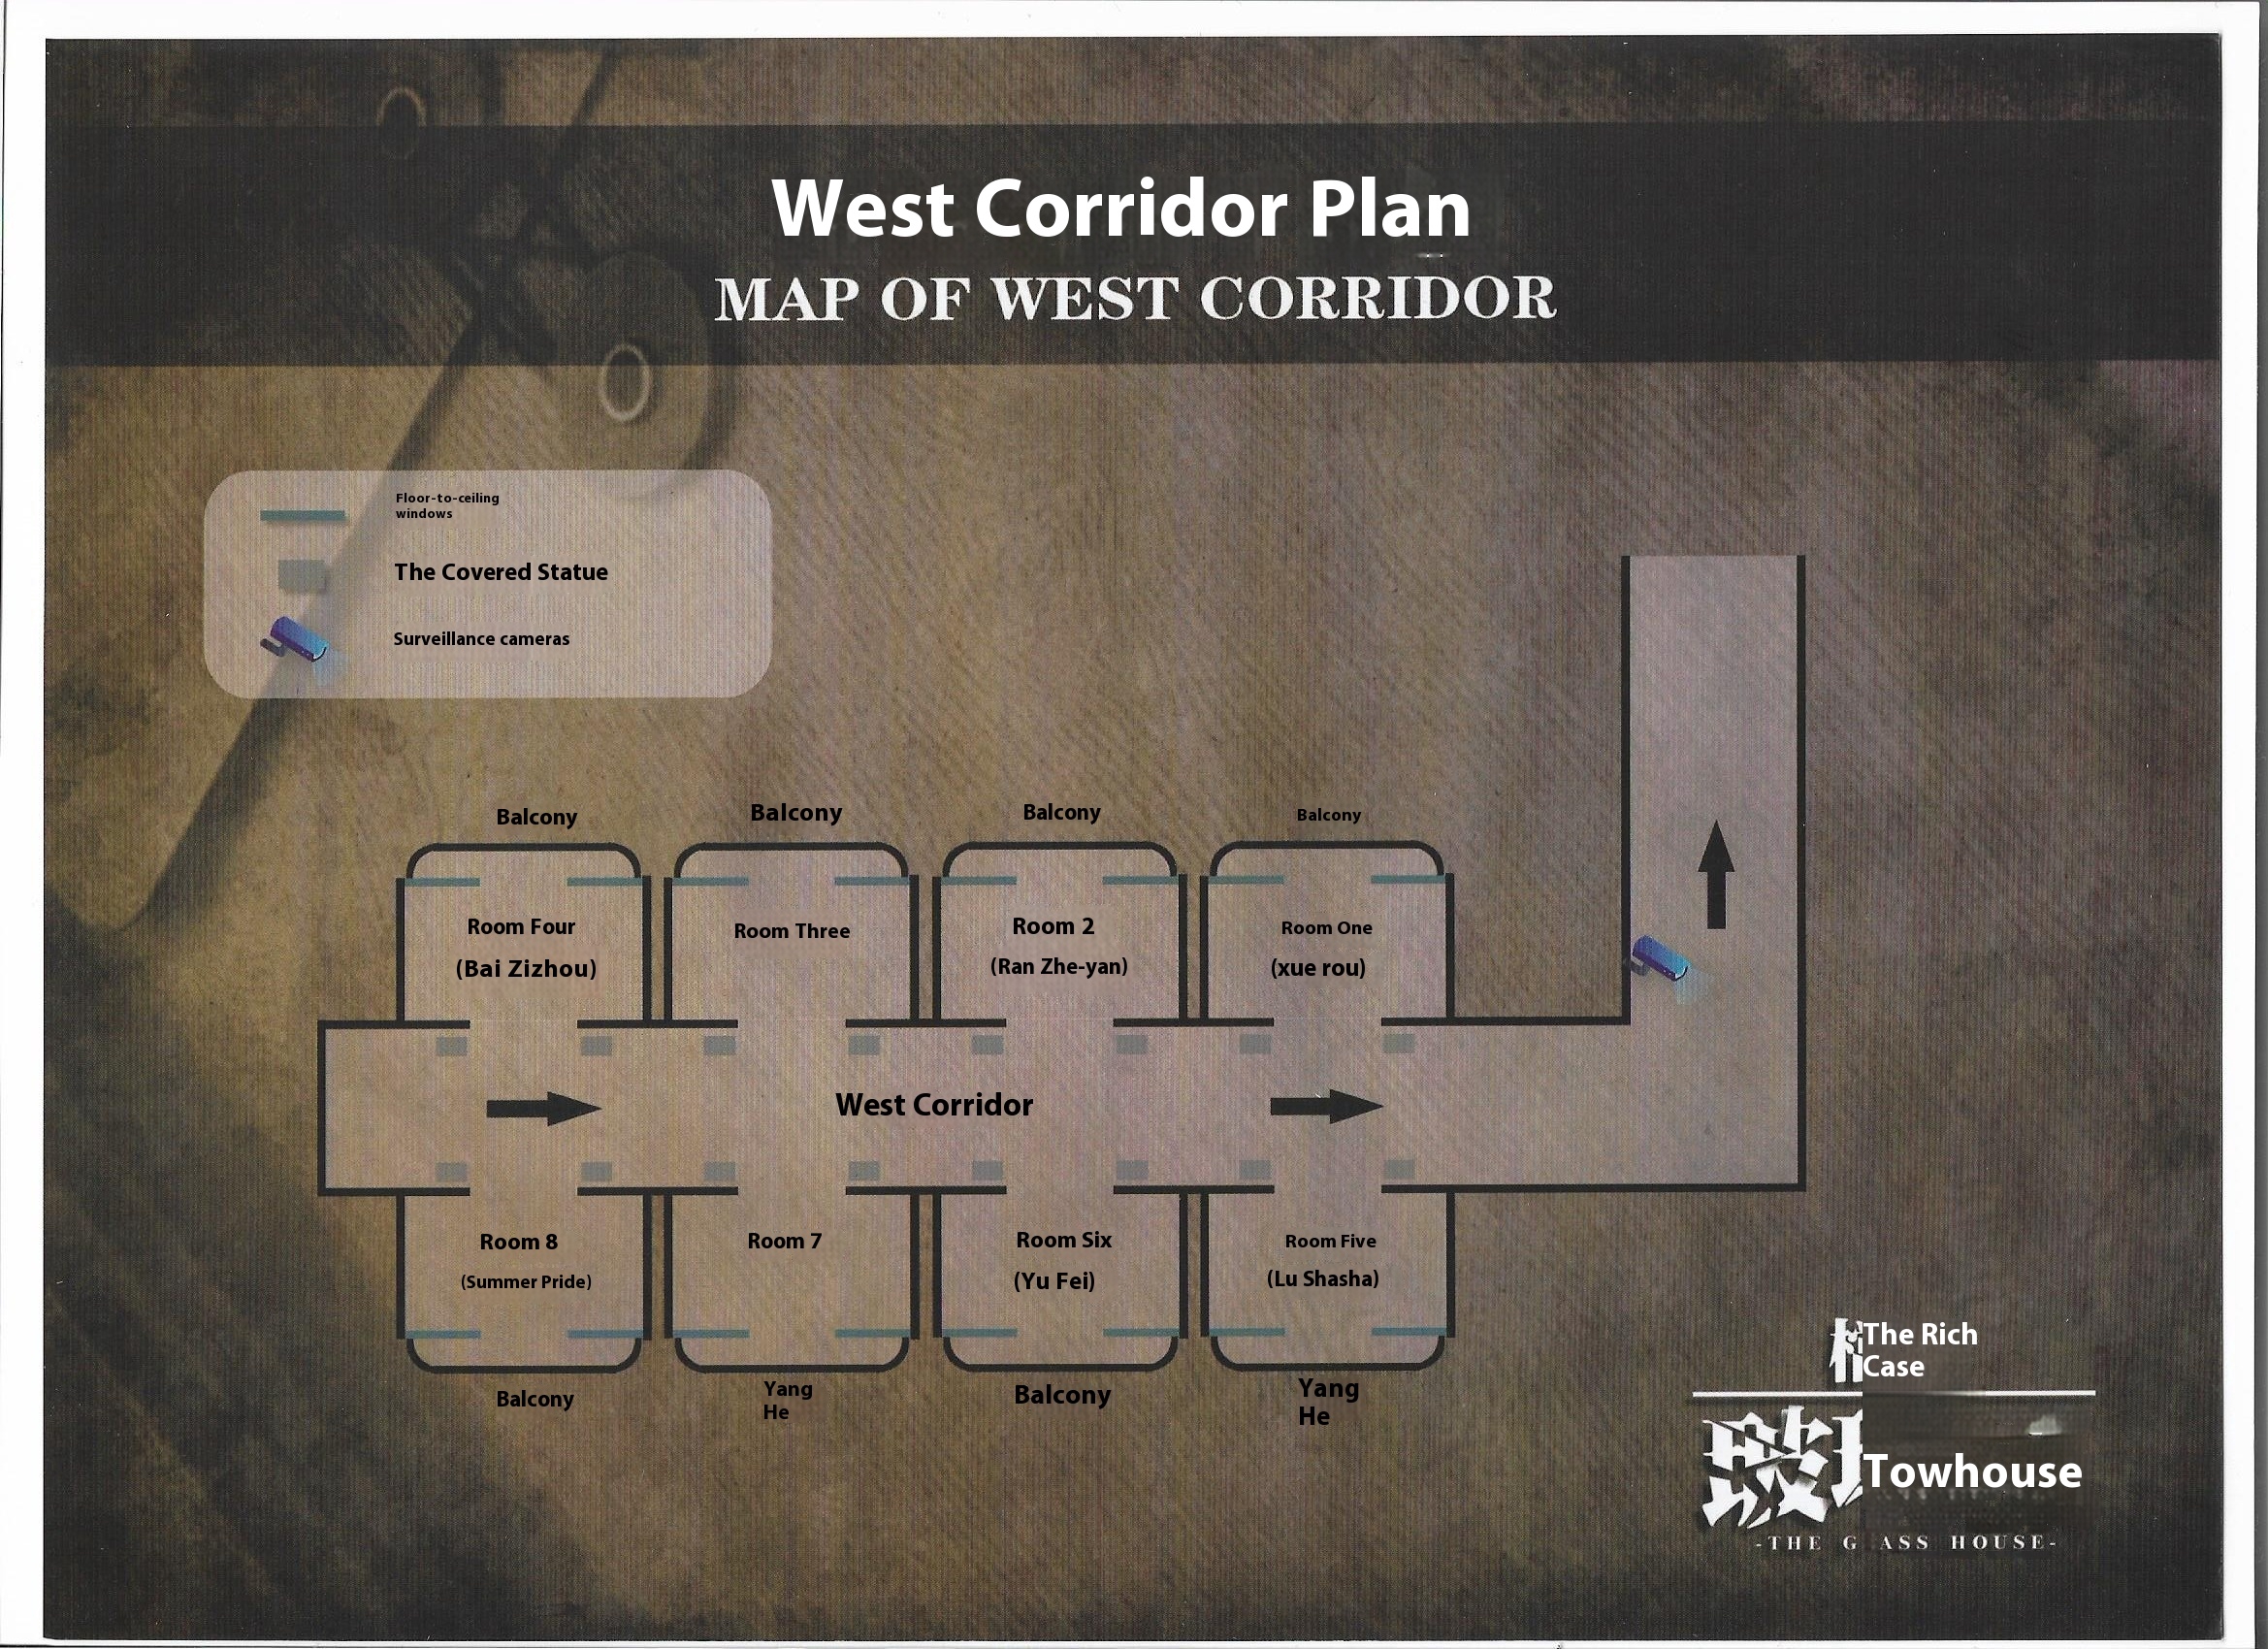 West Corridor Plan
MAP OF WEST CORRIDOR
Floor-to-ceiling
windows
The Covered Statue
Surveillance cameras
Balcony
Balcony
Balcony
Balcony
Room Four
(Bai Zizhou)
Room Three
Room 2
(Ran Zhe-yan)
Room One
(xue rou)
West Corridor
Room 8
(Summer Pride)
Room 7
Room Six
(Yu Fei)
Room Five
(Lu Shasha)
Balcony
Yang
He
Balcony
Yang
He
The Rich
Case
Towhouse
-THE G ASS HOUSE-